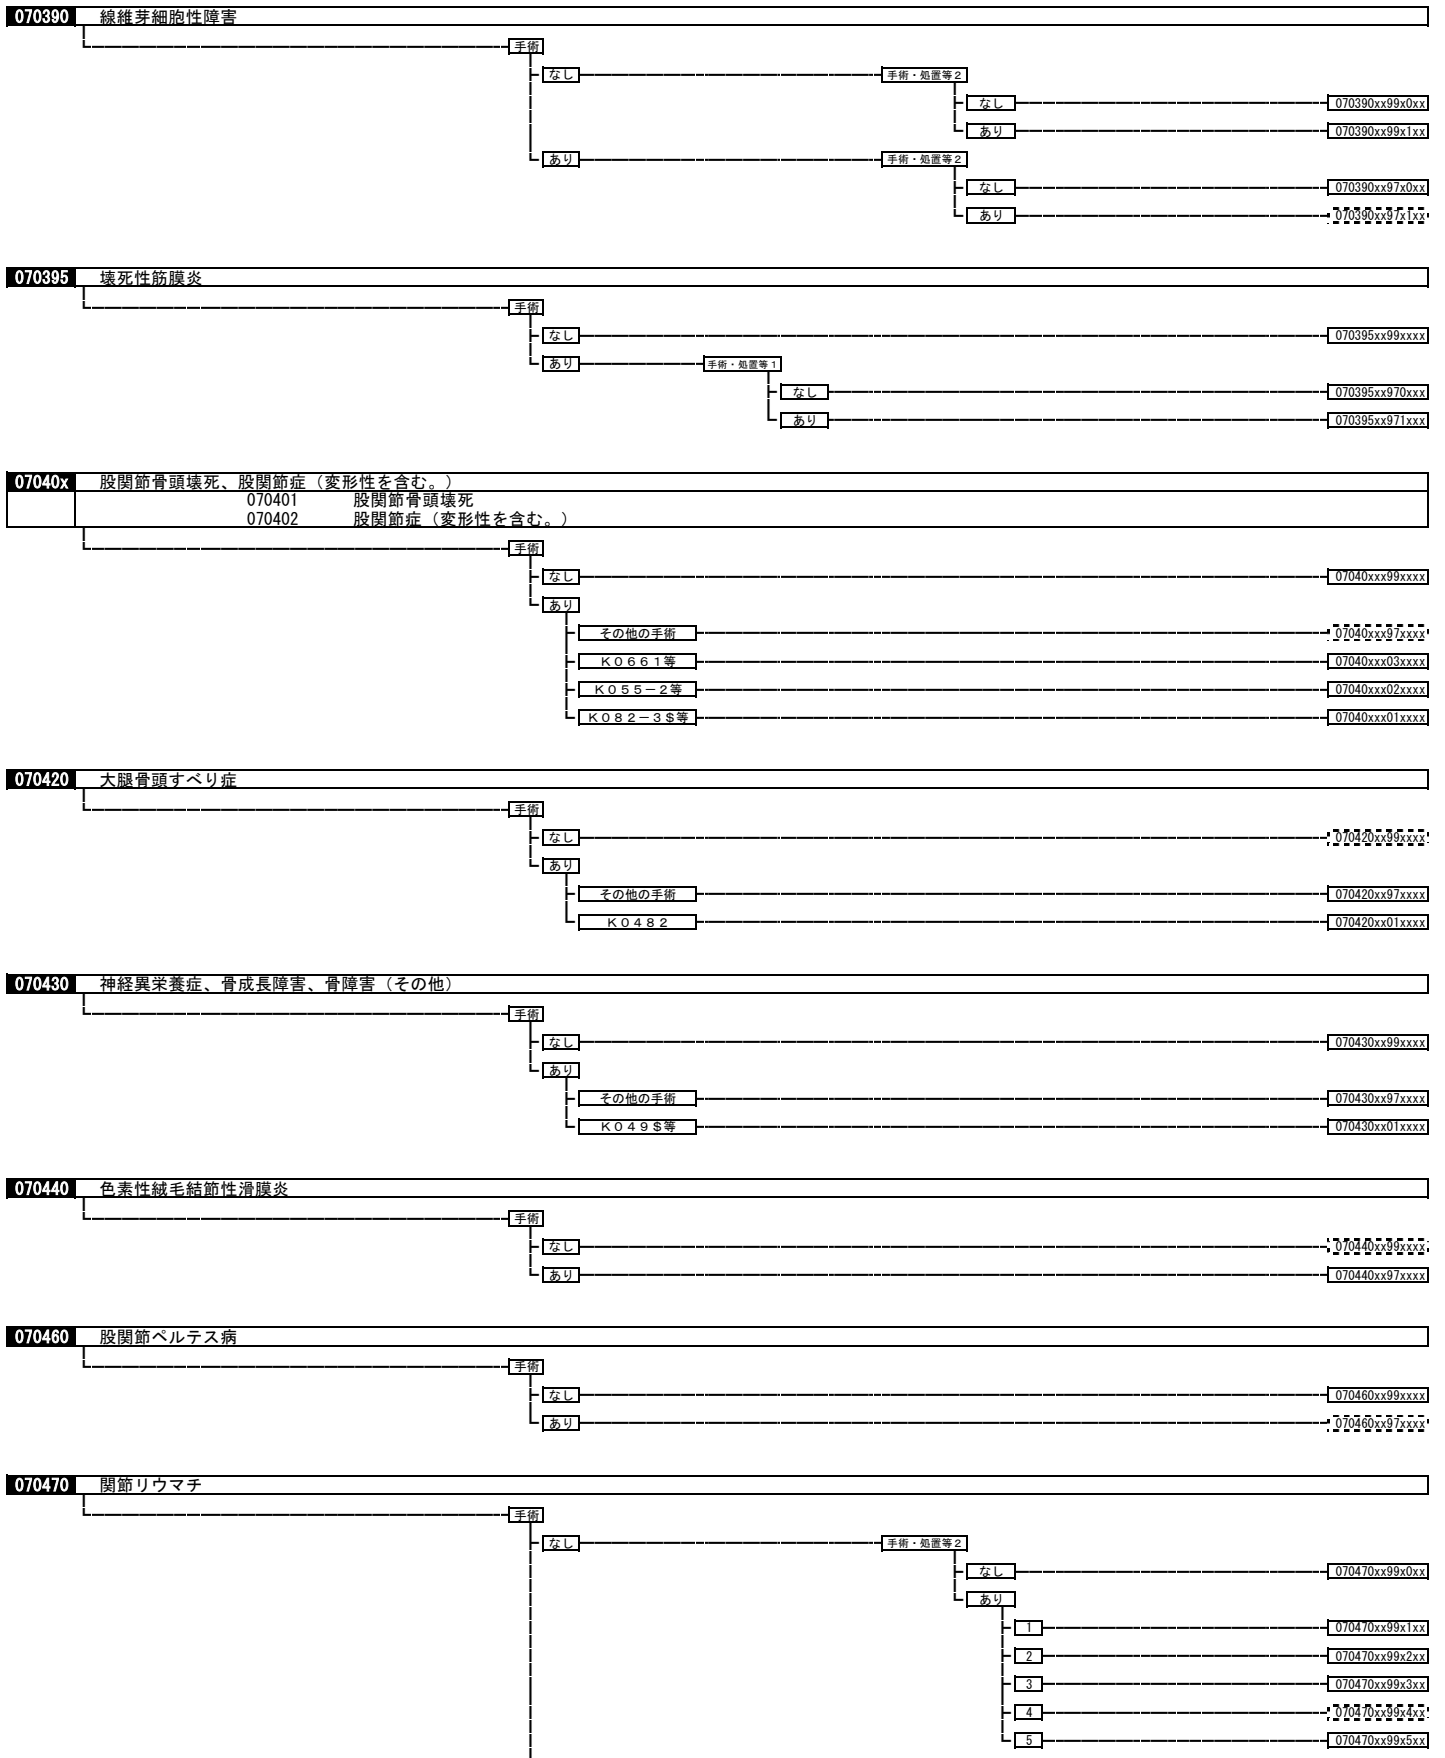 070390 線維芽細胞性障害
手術
なし 手術・処置等2
なし 070390xx99x0xx
あり 070390xx99x1xx
あり 手術・処置等2
なし 070390xx97x0xx
あり 070390xx97x1xx
070395 壊死性筋膜炎
手術
なし 070395xx99xxxx
あり 手術・処置等1
なし 070395xx970xxx
あり 070395xx971xxx
07040x 股関節骨頭壊死、股関節症（変形性を含む。）
070401 股関節骨頭壊死
070402 股関節症（変形性を含む。）
手術
なし 07040xxx99xxxx
あり
その他の手術 07040xxx97xxxx
K0661等 07040xxx03xxxx
K055-2等 07040xxx02xxxx
K082-3$等 07040xxx01xxxx
070420 大腿骨頭すべり症
手術
なし 070420xx99xxxx
あり
その他の手術 070420xx97xxxx
K0482 070420xx01xxxx
070430 神経異栄養症、骨成長障害、骨障害（その他）
手術
なし 070430xx99xxxx
あり
その他の手術 070430xx97xxxx
K049$等 070430xx01xxxx
070440 色素性絨毛結節性滑膜炎
手術
なし 070440xx99xxxx
あり 070440xx97xxxx
070460 股関節ペルテス病
手術
なし 070460xx99xxxx
あり 070460xx97xxxx
070470 関節リウマチ
手術
なし 手術・処置等2
なし 070470xx99x0xx
あり
1 070470xx99x1xx
2 070470xx99x2xx
3 070470xx99x3xx
4 070470xx99x4xx
5 070470xx99x5xx